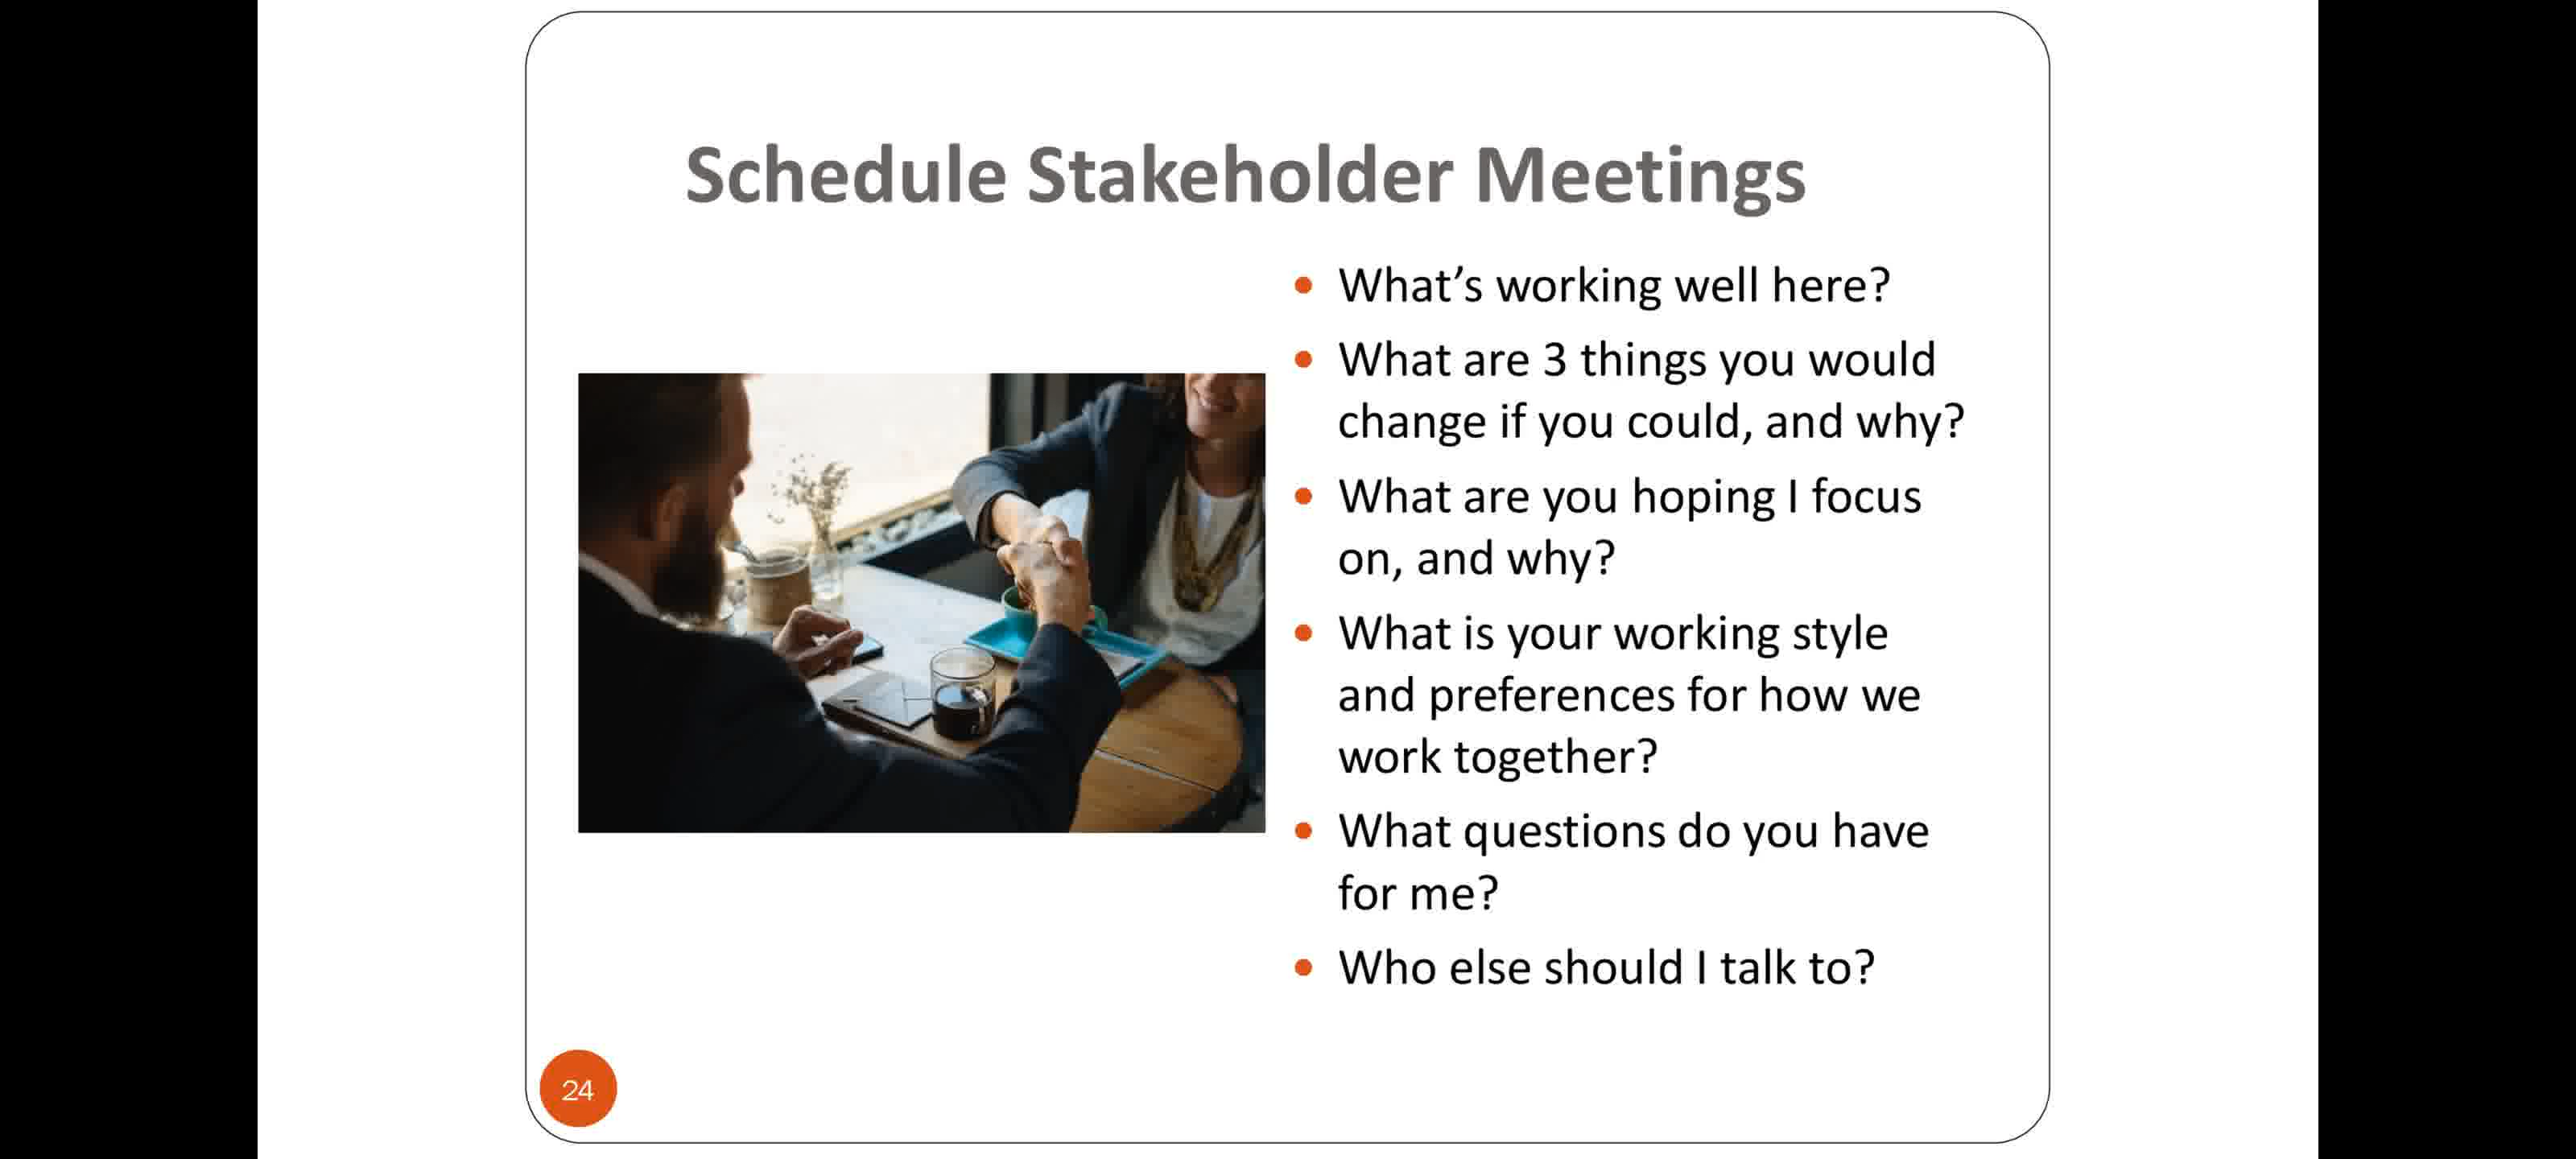 Schedule Stakeholder Meetings
• What’s working well here?
• What are 3 things you would
change if you could, and why?
• What are you hoping I focus
on, and why?
• What is your working style
and preferences for how we
work together?
• What questions do you have
for me?
• Who else should I talk to?
24